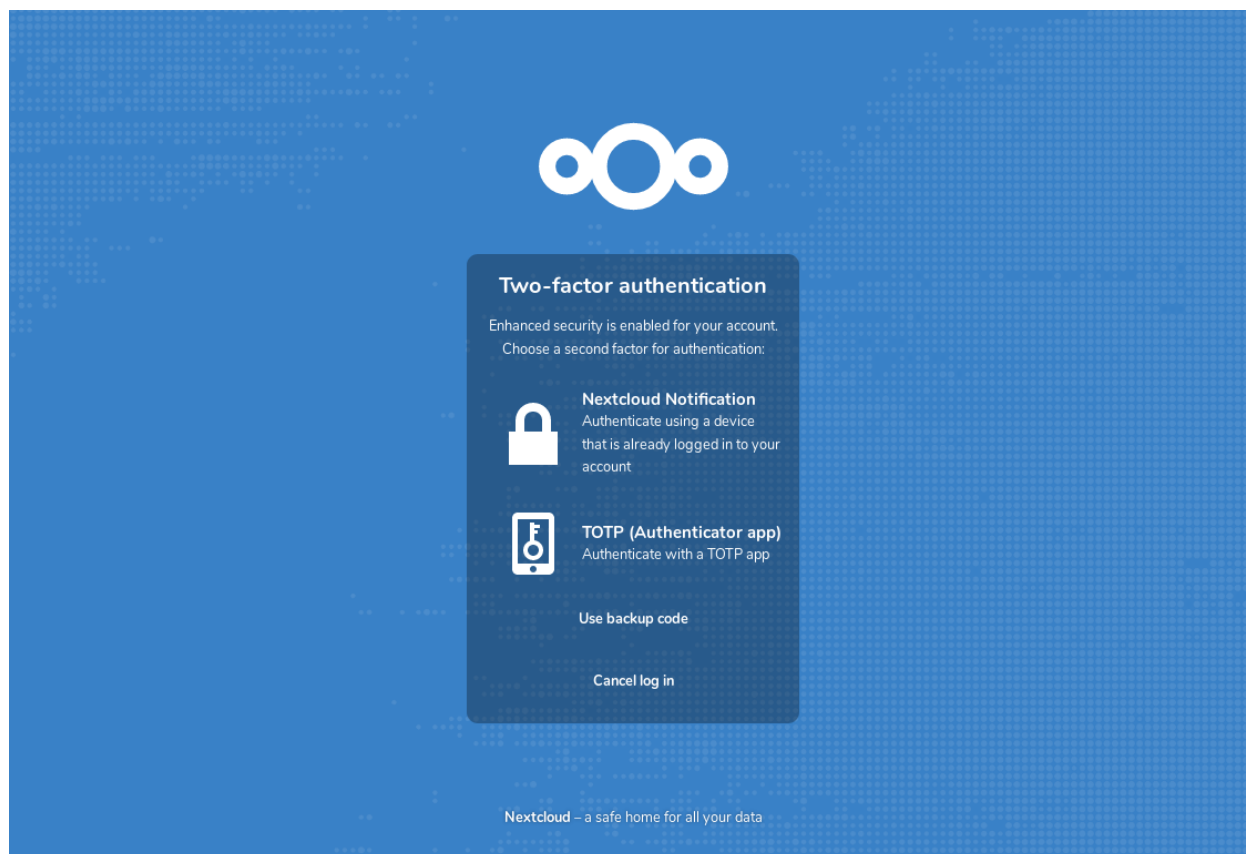 Two-factor authentication
Enhanced security is enabled for your account.
Choose a second factor for authentication:
Nextcloud Notification
Authenticate using a device
that is already logged in to your
account
TOTP (Authenticator app)
Authenticate with a TOTP app
Use backup code
Cancel log in
Nextcloud – a safe home for all your data